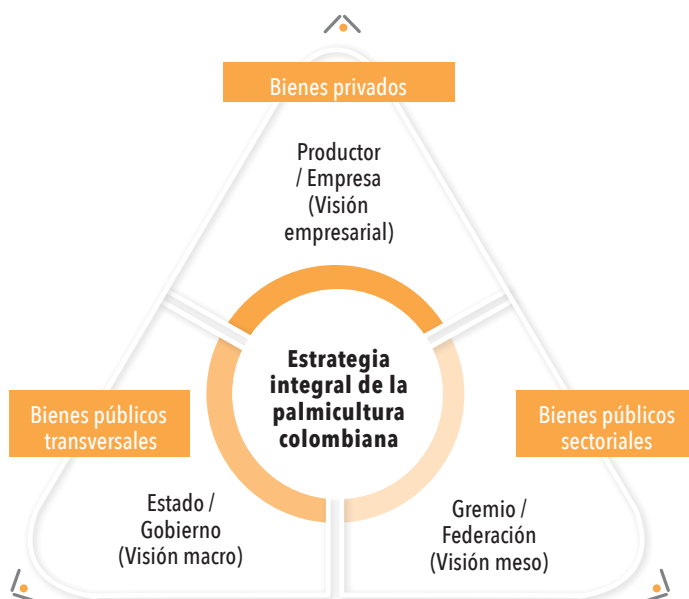 Bienes privados
Productor
/ Empresa
(Visión
empresarial)
Estrategia
integral de la
palmicultura
colombiana
Bienes públicos
transversales
Bienes públicos
sectoriales
Estado /
Gobierno
(Visión macro)
Gremio /
Federación
(Visión meso)